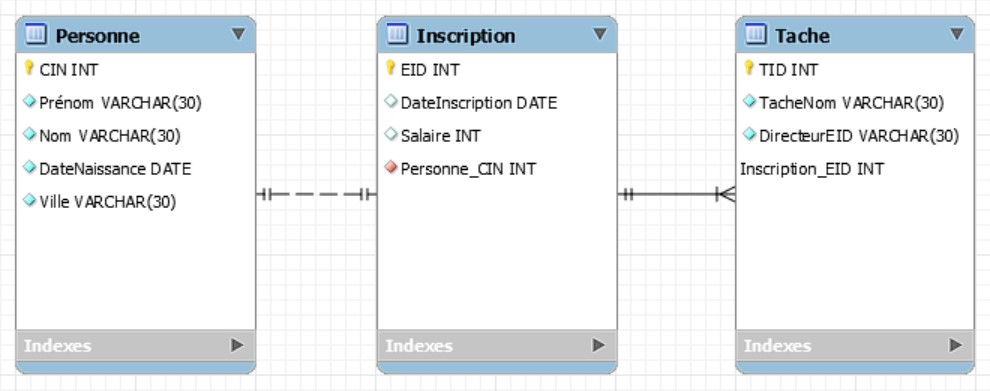 Personne
CIN INT
Prénom VARCHAR(30)
Nom VARCHAR(30)
DateNaissance DATE
Ville VARCHAR(30)
Indexes
Inscription
EID INT
DateInscription DATE
Salaire INT
Personne_CIN INT
Indexes
Tache
TID INT
TacheNom VARCHAR(30)
DirecteurEID VARCHAR(30)
Inscription_EID INT
Indexes